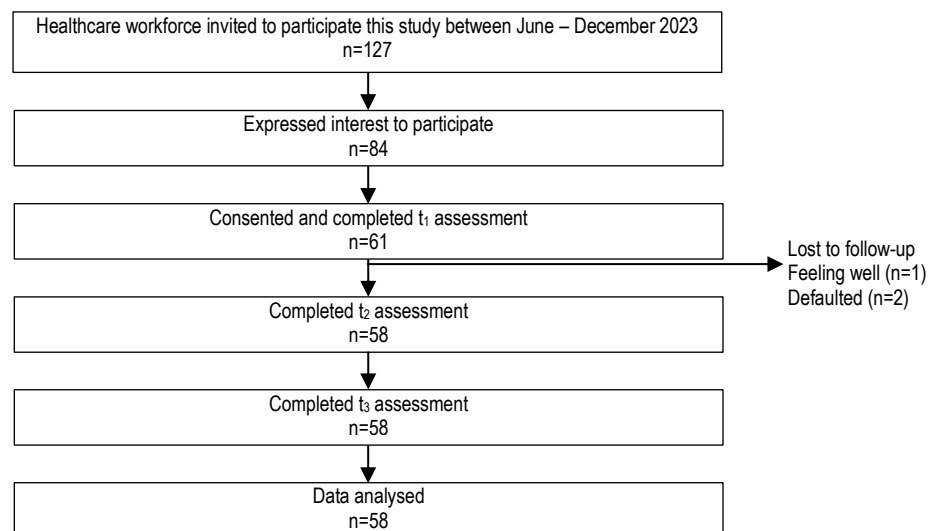 Healthcare workforce invited to participate this study between June – December 2023
n=127
Expressed interest to participate
n=84
Consented and completed t₁ assessment
n=61
Lost to follow-up
Feeling well (n=1)
Defaulted (n=2)
Completed t₂ assessment
n=58
Completed t₃ assessment
n=58
Data analysed
n=58